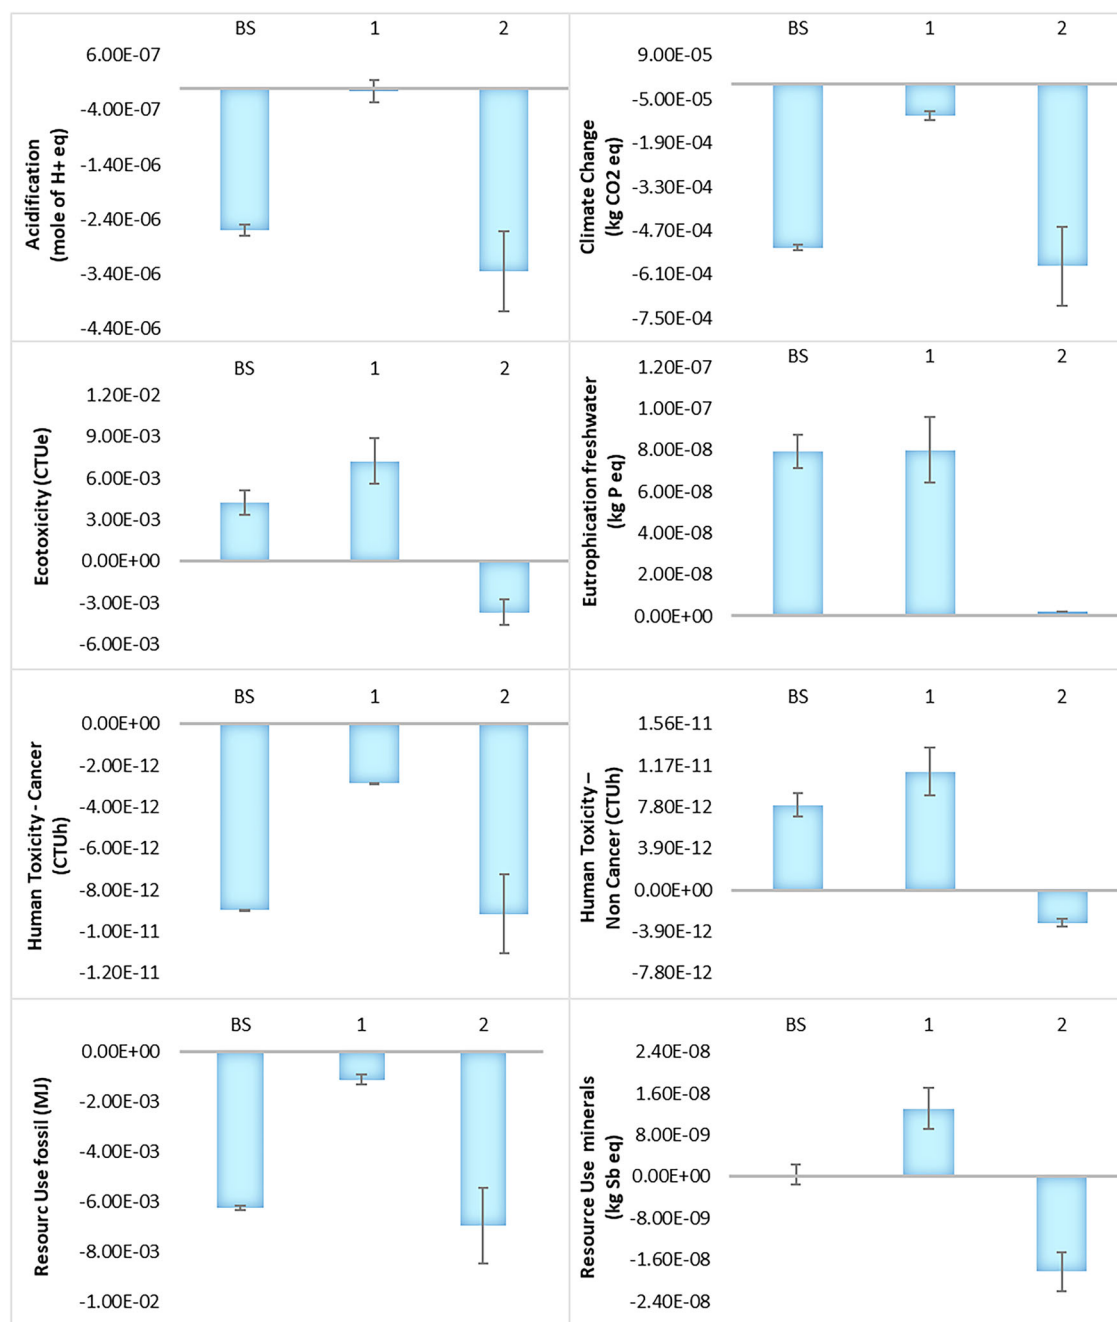 BS 1 2
6.00E-07
-4.00E-07
-1.40E-06
-2.40E-06
-3.40E-06
-4.40E-06
Acidification
(mole of H+ eq)
BS 1 2
9.00E-05
-5.00E-05
-1.90E-04
-3.30E-04
-4.70E-04
-6.10E-04
-7.50E-04
Climate Change
(kg CO2 eq)
BS 1 2
1.20E-02
9.00E-03
6.00E-03
3.00E-03
0.00E+00
-3.00E-03
-6.00E-03
Ecotoxicity (CTUe)
BS 1 2
1.20E-07
1.00E-07
8.00E-08
6.00E-08
4.00E-08
2.00E-08
0.00E+00
Eutrophication freshwater
(kg P eq)
BS 1 2
0.00E+00
-2.00E-12
-4.00E-12
-6.00E-12
-8.00E-12
-1.00E-11
-1.20E-11
Human Toxicity - Cancer
(CTUh)
BS 1 2
1.56E-11
1.17E-11
7.80E-12
3.90E-12
0.00E+00
-3.90E-12
-7.80E-12
Human Toxicity –
Non Cancer (CTUh)
BS 1 2
0.00E+00
-2.00E-03
-4.00E-03
-6.00E-03
-8.00E-03
-1.00E-02
Resourc Use fossil (MJ)
BS 1 2
2.40E-08
1.60E-08
8.00E-09
0.00E+00
-8.00E-09
-1.60E-08
-2.40E-08
Resource Use minerals
(kg Sb eq)